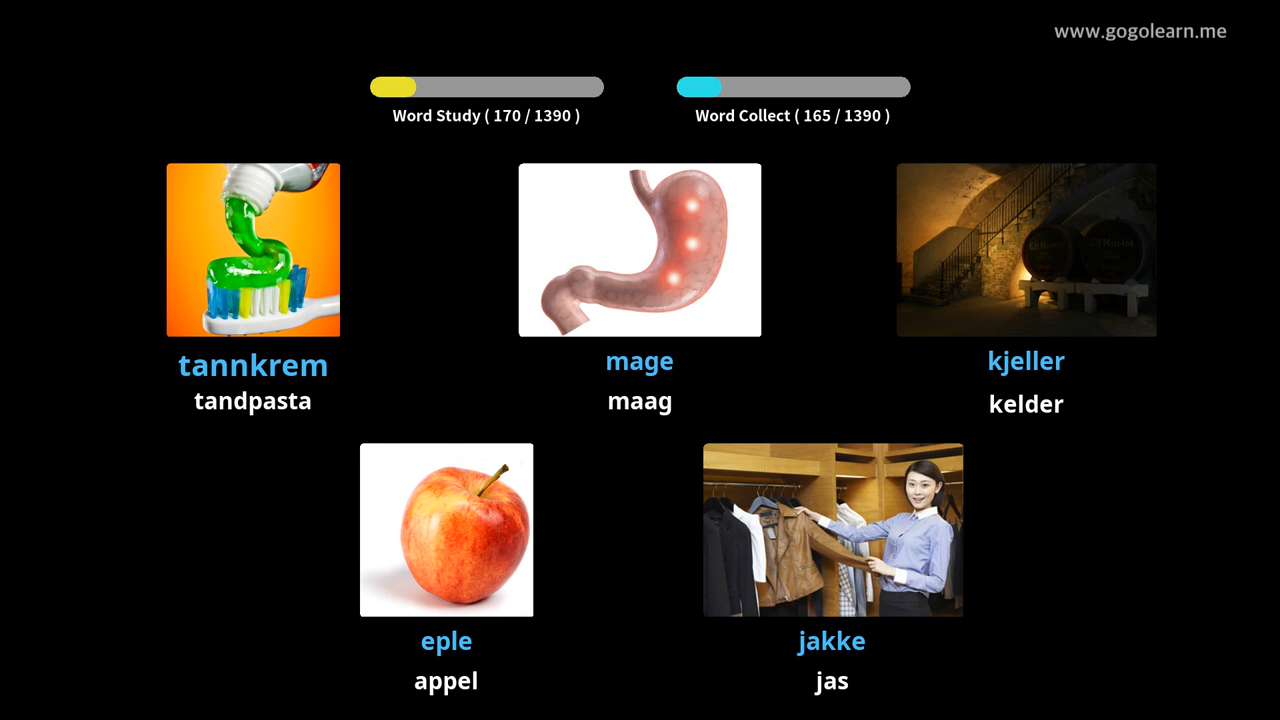 www.gogolearn.me
Word Study ( 170 / 1390 )
Word Collect ( 165 / 1390 )
tannkrem
tandpasta
mage
maag
kjeller
kelder
eple
appel
jakke
jas